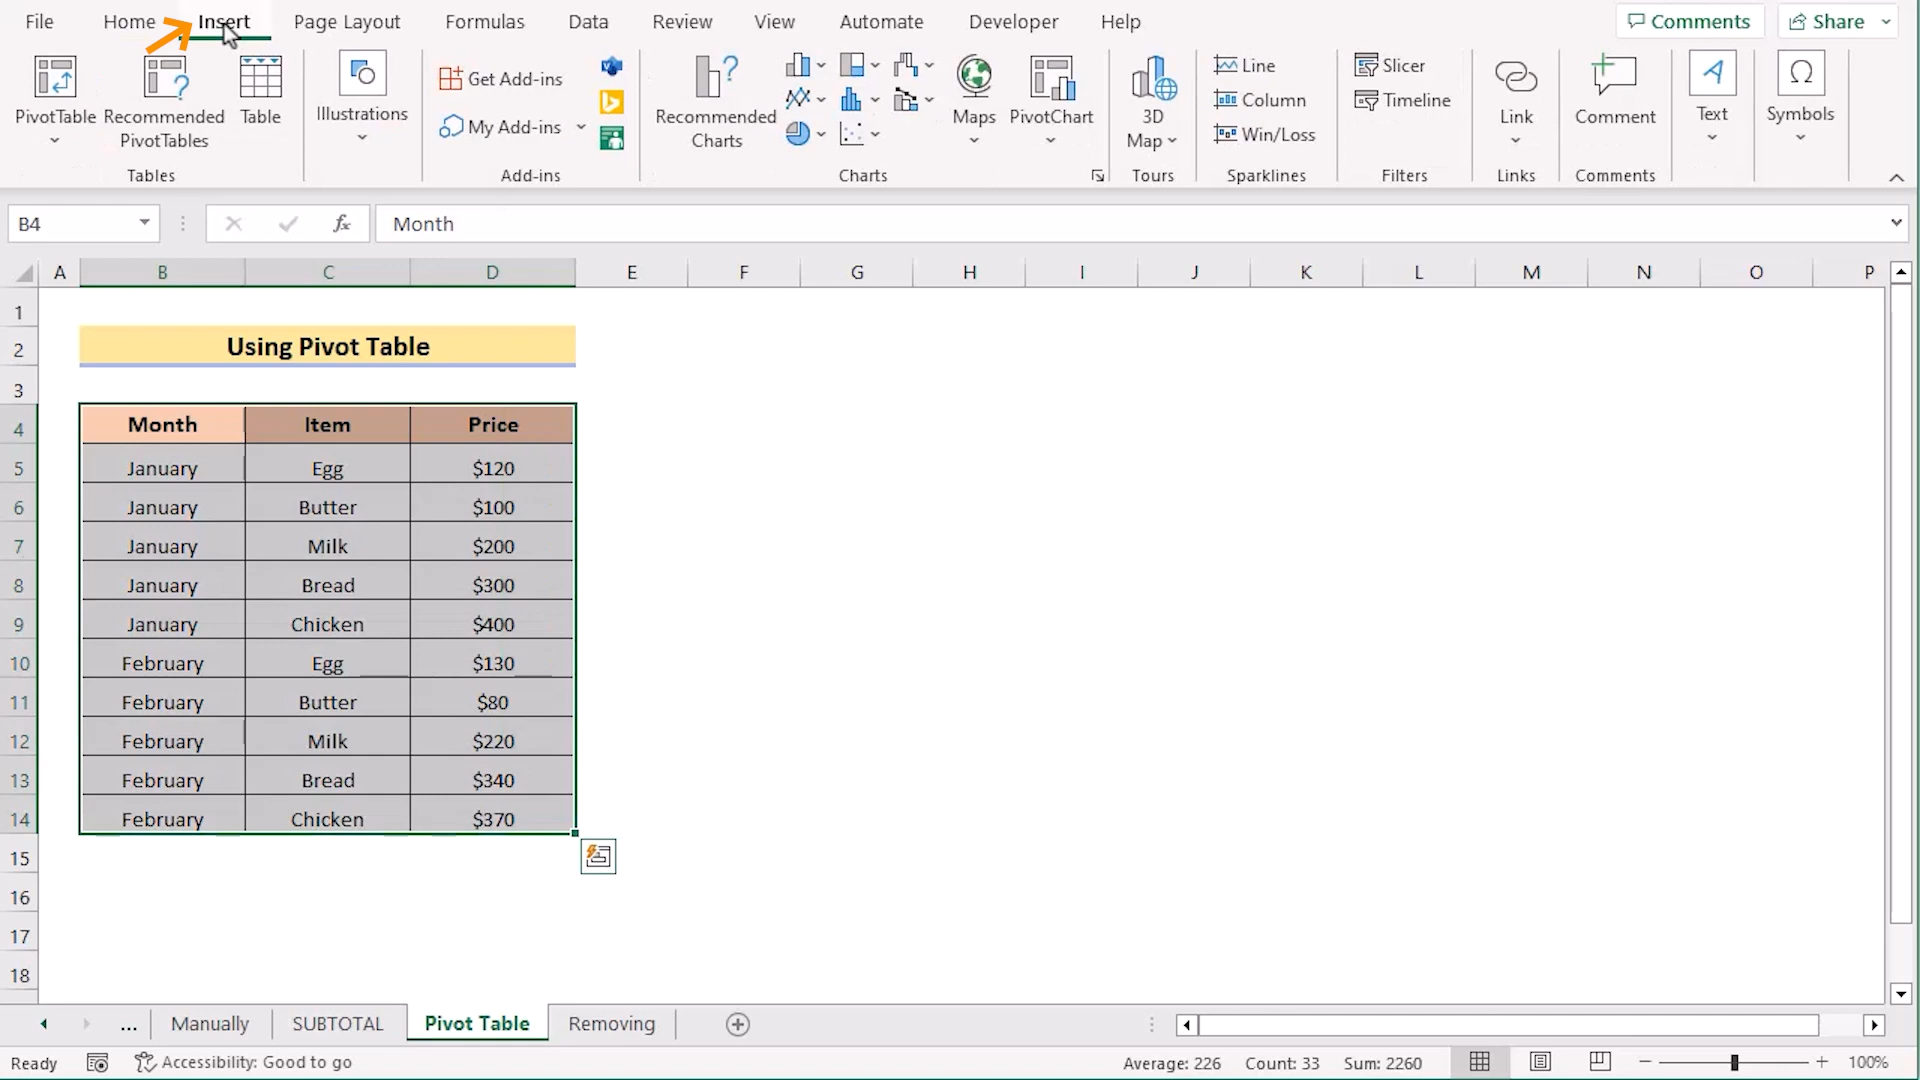 File Home Insert Page Layout Formulas Data Review View Automate Developer Help Comments Share
PivotTable Recommended PivotTables Table
Tables
Illustrations
Get Add-ins
My Add-ins
Add-ins
Recommended Charts
Maps PivotChart
Charts
3D Map
Tours
Line
Column
Win/Loss
Sparklines
Slicer
Timeline
Filters
Link
Links
Comment
Comments
Text
Symbols
B4 fx Month
A B C D E F G H I J K L M N O P
1
2 Using Pivot Table
3
4 Month Item Price
5 January Egg $120
6 January Butter $100
7 January Milk $200
8 January Bread $300
9 January Chicken $400
10 February Egg $130
11 February Butter $80
12 February Milk $220
13 February Bread $340
14 February Chicken $370
15
16
17
18
... Manually SUBTOTAL Pivot Table Removing
Ready Accessibility: Good to go Average: 226 Count: 33 Sum: 2260 100%